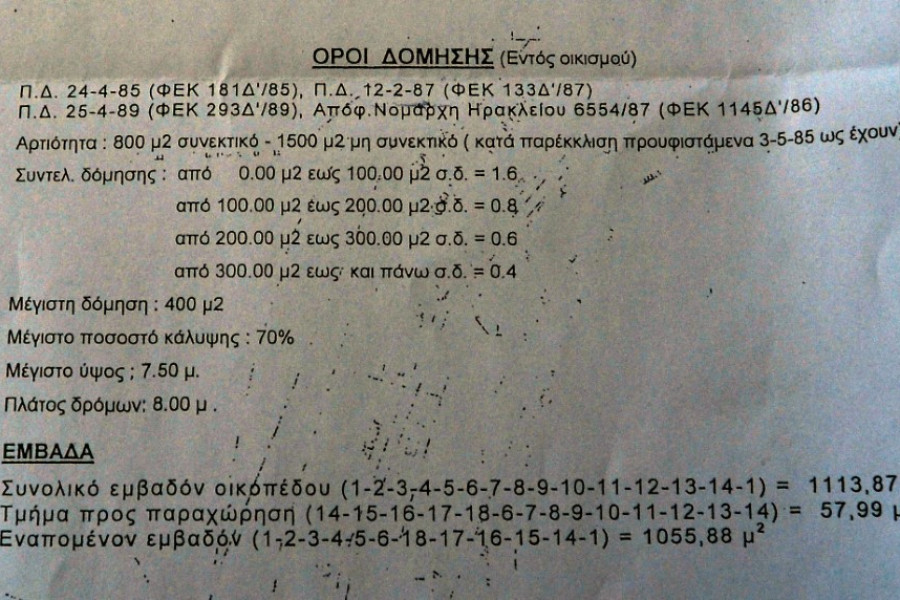 ΟΡΟΙ ΔΟΜΗΣΗΣ (Εντός οικισμού)
Π.Δ. 24-4-85 (ΦΕΚ 181Δ'/85), Π.Δ. 12-2-87 (ΦΕΚ 133Δ'/87)
Π.Δ. 25-4-89 (ΦΕΚ 293Δ'/89), Απόφ.Νομαρχη Ηρακλείου 6554/87 (ΦΕΚ 1145Δ'/86)
Αρτιότητα : 800 μ2 συνεκτικό - 1500 μ2 μη συνεκτικό ( κατά παρέκκλιση προυφιστάμενα 3-5-85 ως έχουν)
Συντελ. δόμησης : από 0.00 μ2 εως 100.00 μ2 σ.δ. = 1.6
από 100.00 μ2 έως 200.00 μ2 σ.δ. = 0.8
από 200.00 μ2 εως 300.00 μ2 σ.δ. = 0.6
από 300.00 μ2 εως και πάνω σ.δ. = 0.4
Μέγιστη δόμηση : 400 μ2
Μέγιστο ποσοστό κάλυψης : 70%
Μέγιστο ύψος ; 7.50 μ.
Πλάτος δρόμων: 8.00 μ .
ΕΜΒΑΔΑ
Συνολικό εμβαδόν οικοπέδου (1-2-3-4-5-6-7-8-9-10-11-12-13-14-1) = 1113,87
Τμήμα προς παραχώρηση (14-15-16-17-18-6-7-8-9-10-11-12-13-14) = 57,99 μ
Εναπομένον εμβαδόν (1-2-3-4-5-6-18-17-16-15-14-1) = 1055,88 μ²